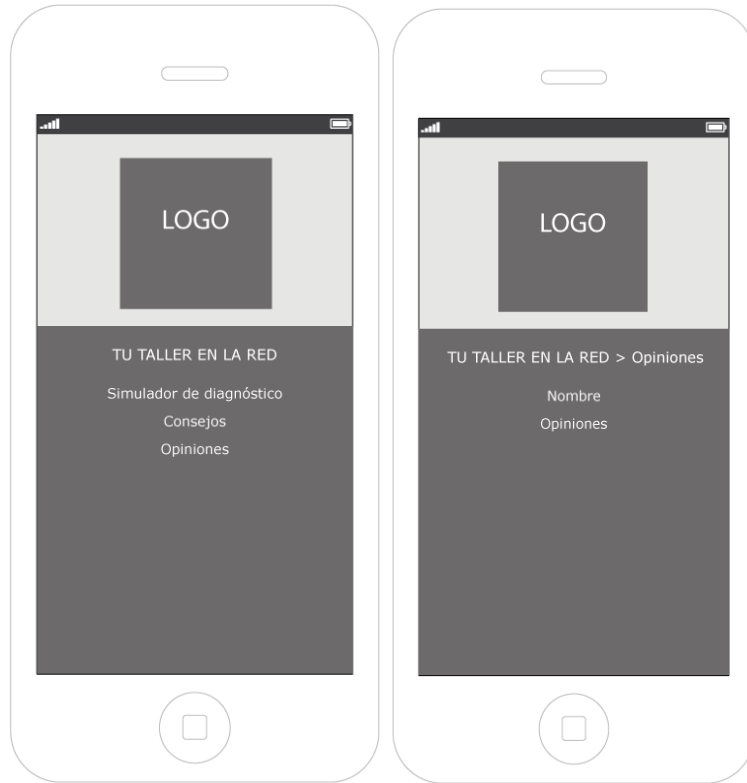 LOGO
TU TALLER EN LA RED
Simulador de diagnóstico
Consejos
Opiniones
LOGO
TU TALLER EN LA RED > Opiniones
Nombre
Opiniones